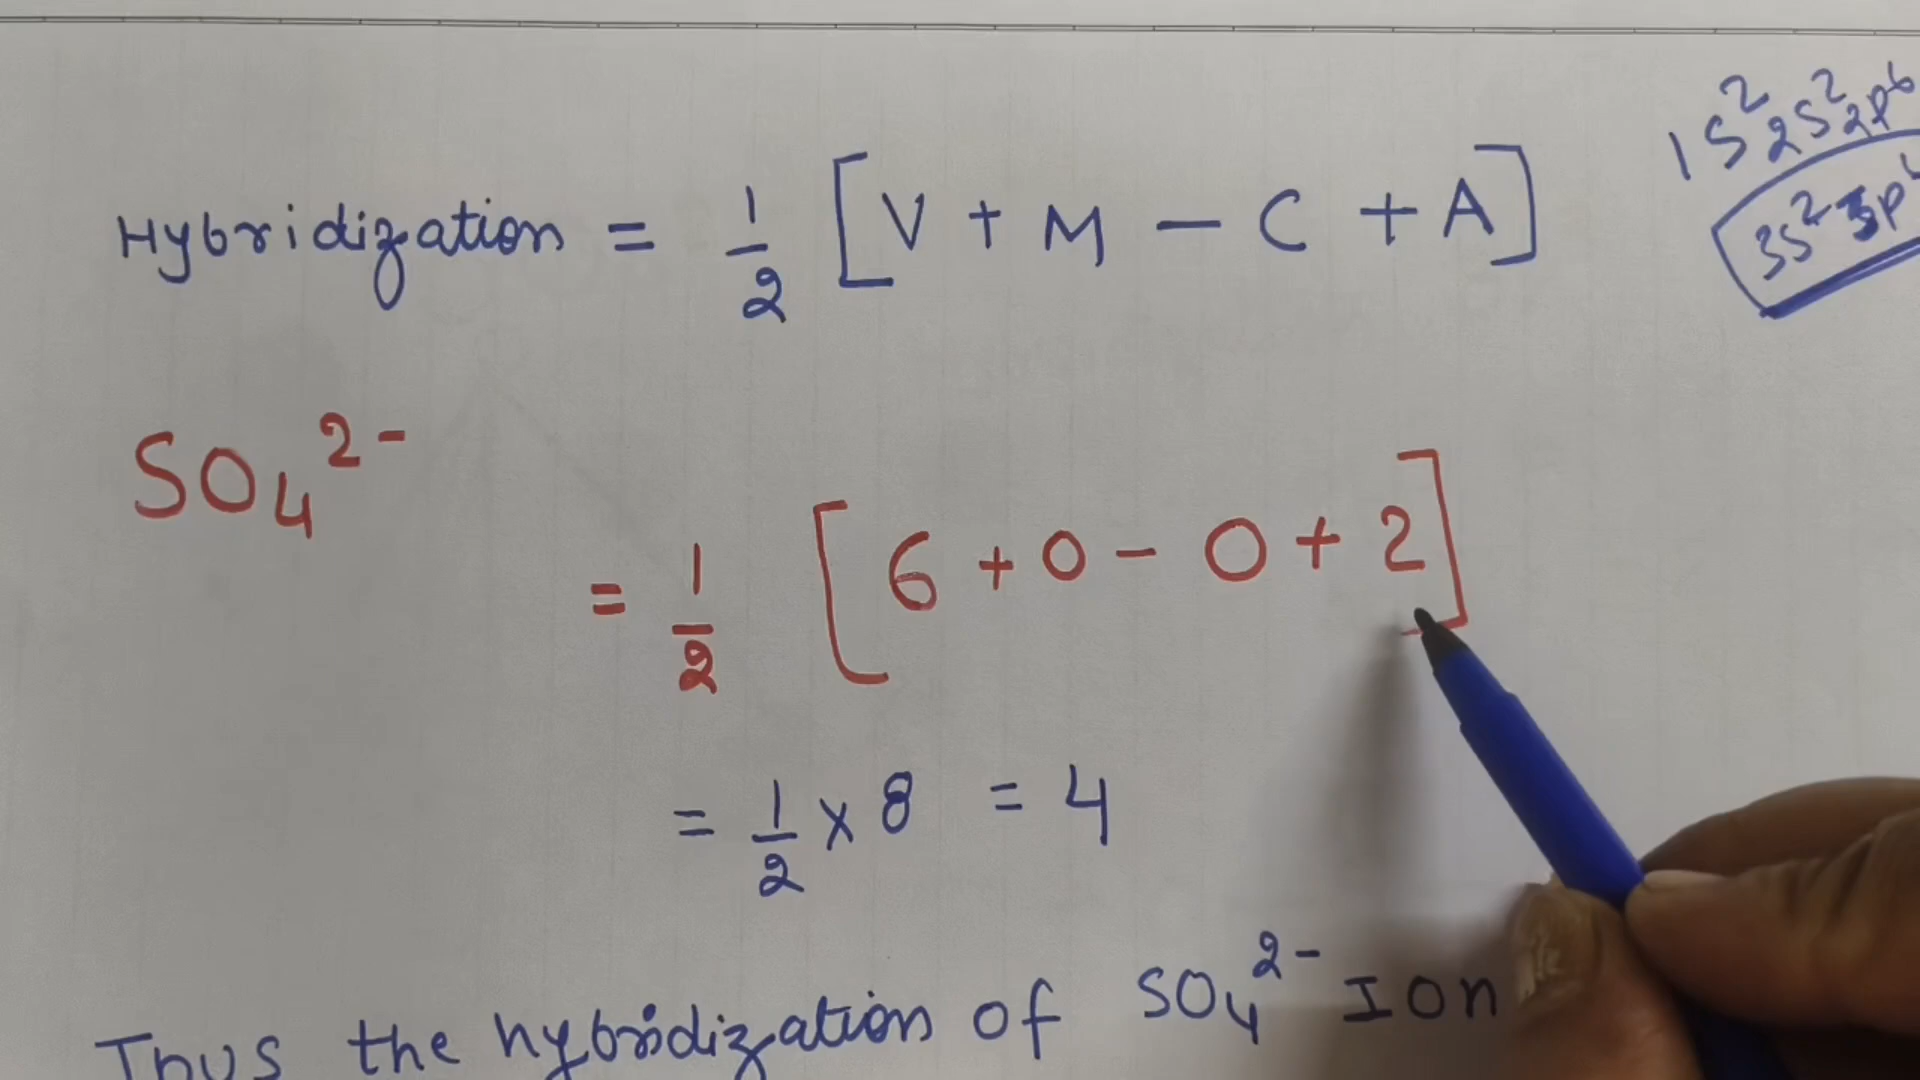 Hybridization = 1/2 [V + M - C + A]
1s² 2s² 2p⁶
3s² 3p
SO₄²⁻
= 1/2 [6 + 0 - 0 + 2]
= 1/2 × 8 = 4
Thus the hybridization of SO₄²⁻ Ion